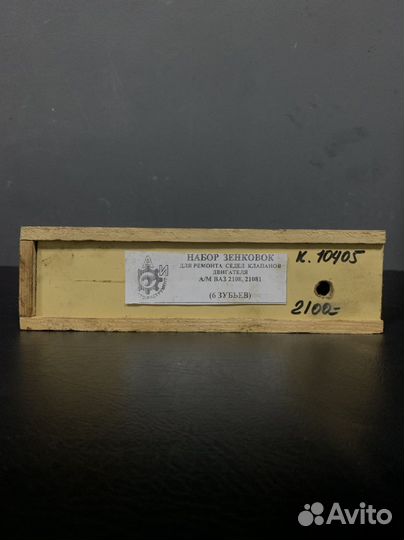 НАБОР ЗЕНКОВОК
ДЛЯ РЕМОНТА СЕДЕЛ КЛАПАНОВ
ДВИГАТЕЛЯ
А/М ВАЗ 2108, 21081
(6 ЗУБЬЕВ)
К. 10405
2100=
Avito